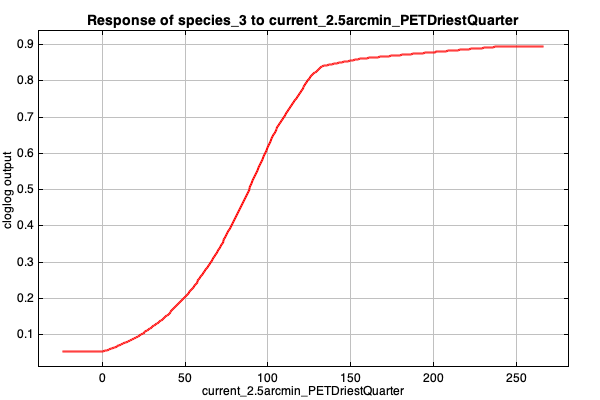 Response of species_3 to current_2.5arcmin_PETDriestQuarter
0.9
0.8
0.7
0.6
0.5
0.4
0.3
0.2
0.1
cloglog output
0 50 100 150 200 250
current_2.5arcmin_PETDriestQuarter